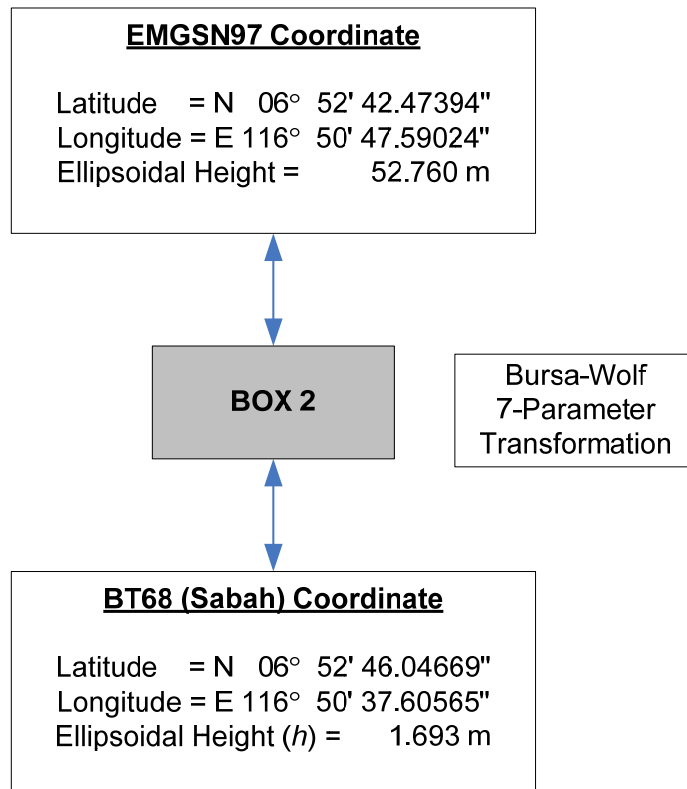 EMGSN97 Coordinate
Latitude = N 06° 52' 42.47394"
Longitude = E 116° 50' 47.59024"
Ellipsoidal Height = 52.760 m
BOX 2
Bursa-Wolf
7-Parameter
Transformation
BT68 (Sabah) Coordinate
Latitude = N 06° 52' 46.04669"
Longitude = E 116° 50' 37.60565"
Ellipsoidal Height (h) = 1.693 m